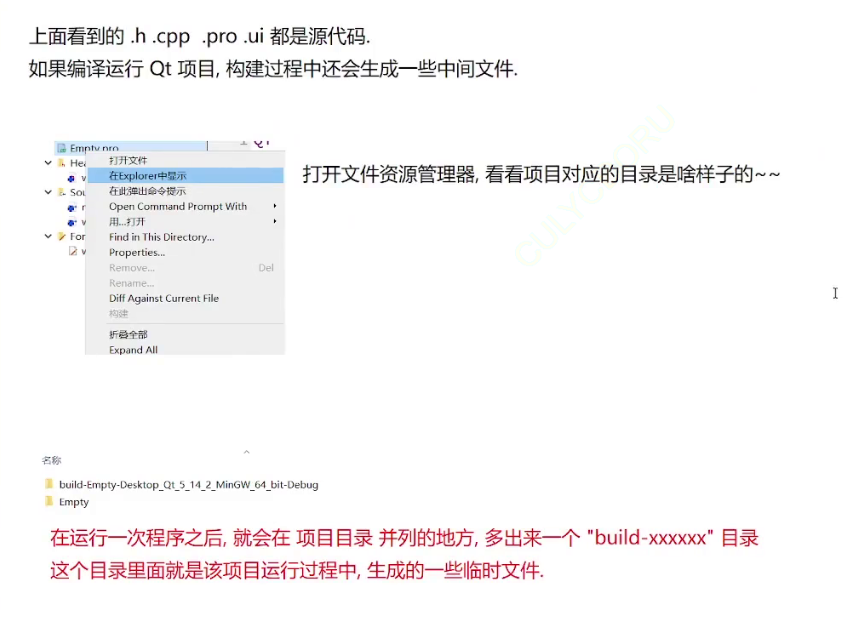 上面看到的 .h .cpp .pro .ui 都是源代码.
如果编译运行 Qt 项目, 构建过程中还会生成一些中间文件.
Empty.pro
打开文件
在Explorer中显示
在此弹出命令提示
Open Command Prompt With
用...打开
Find in This Directory...
Properties...
Remove... Del
Rename...
Diff Against Current File
构建
折叠全部
Expand All
打开文件资源管理器, 看看项目对应的目录是啥样子的~~
名称
build-Empty-Desktop_Qt_5_14_2_MinGW_64_bit-Debug
Empty
在运行一次程序之后, 就会在 项目目录 并列的地方, 多出来一个 "build-xxxxxx" 目录
这个目录里面就是该项目运行过程中, 生成的一些临时文件.